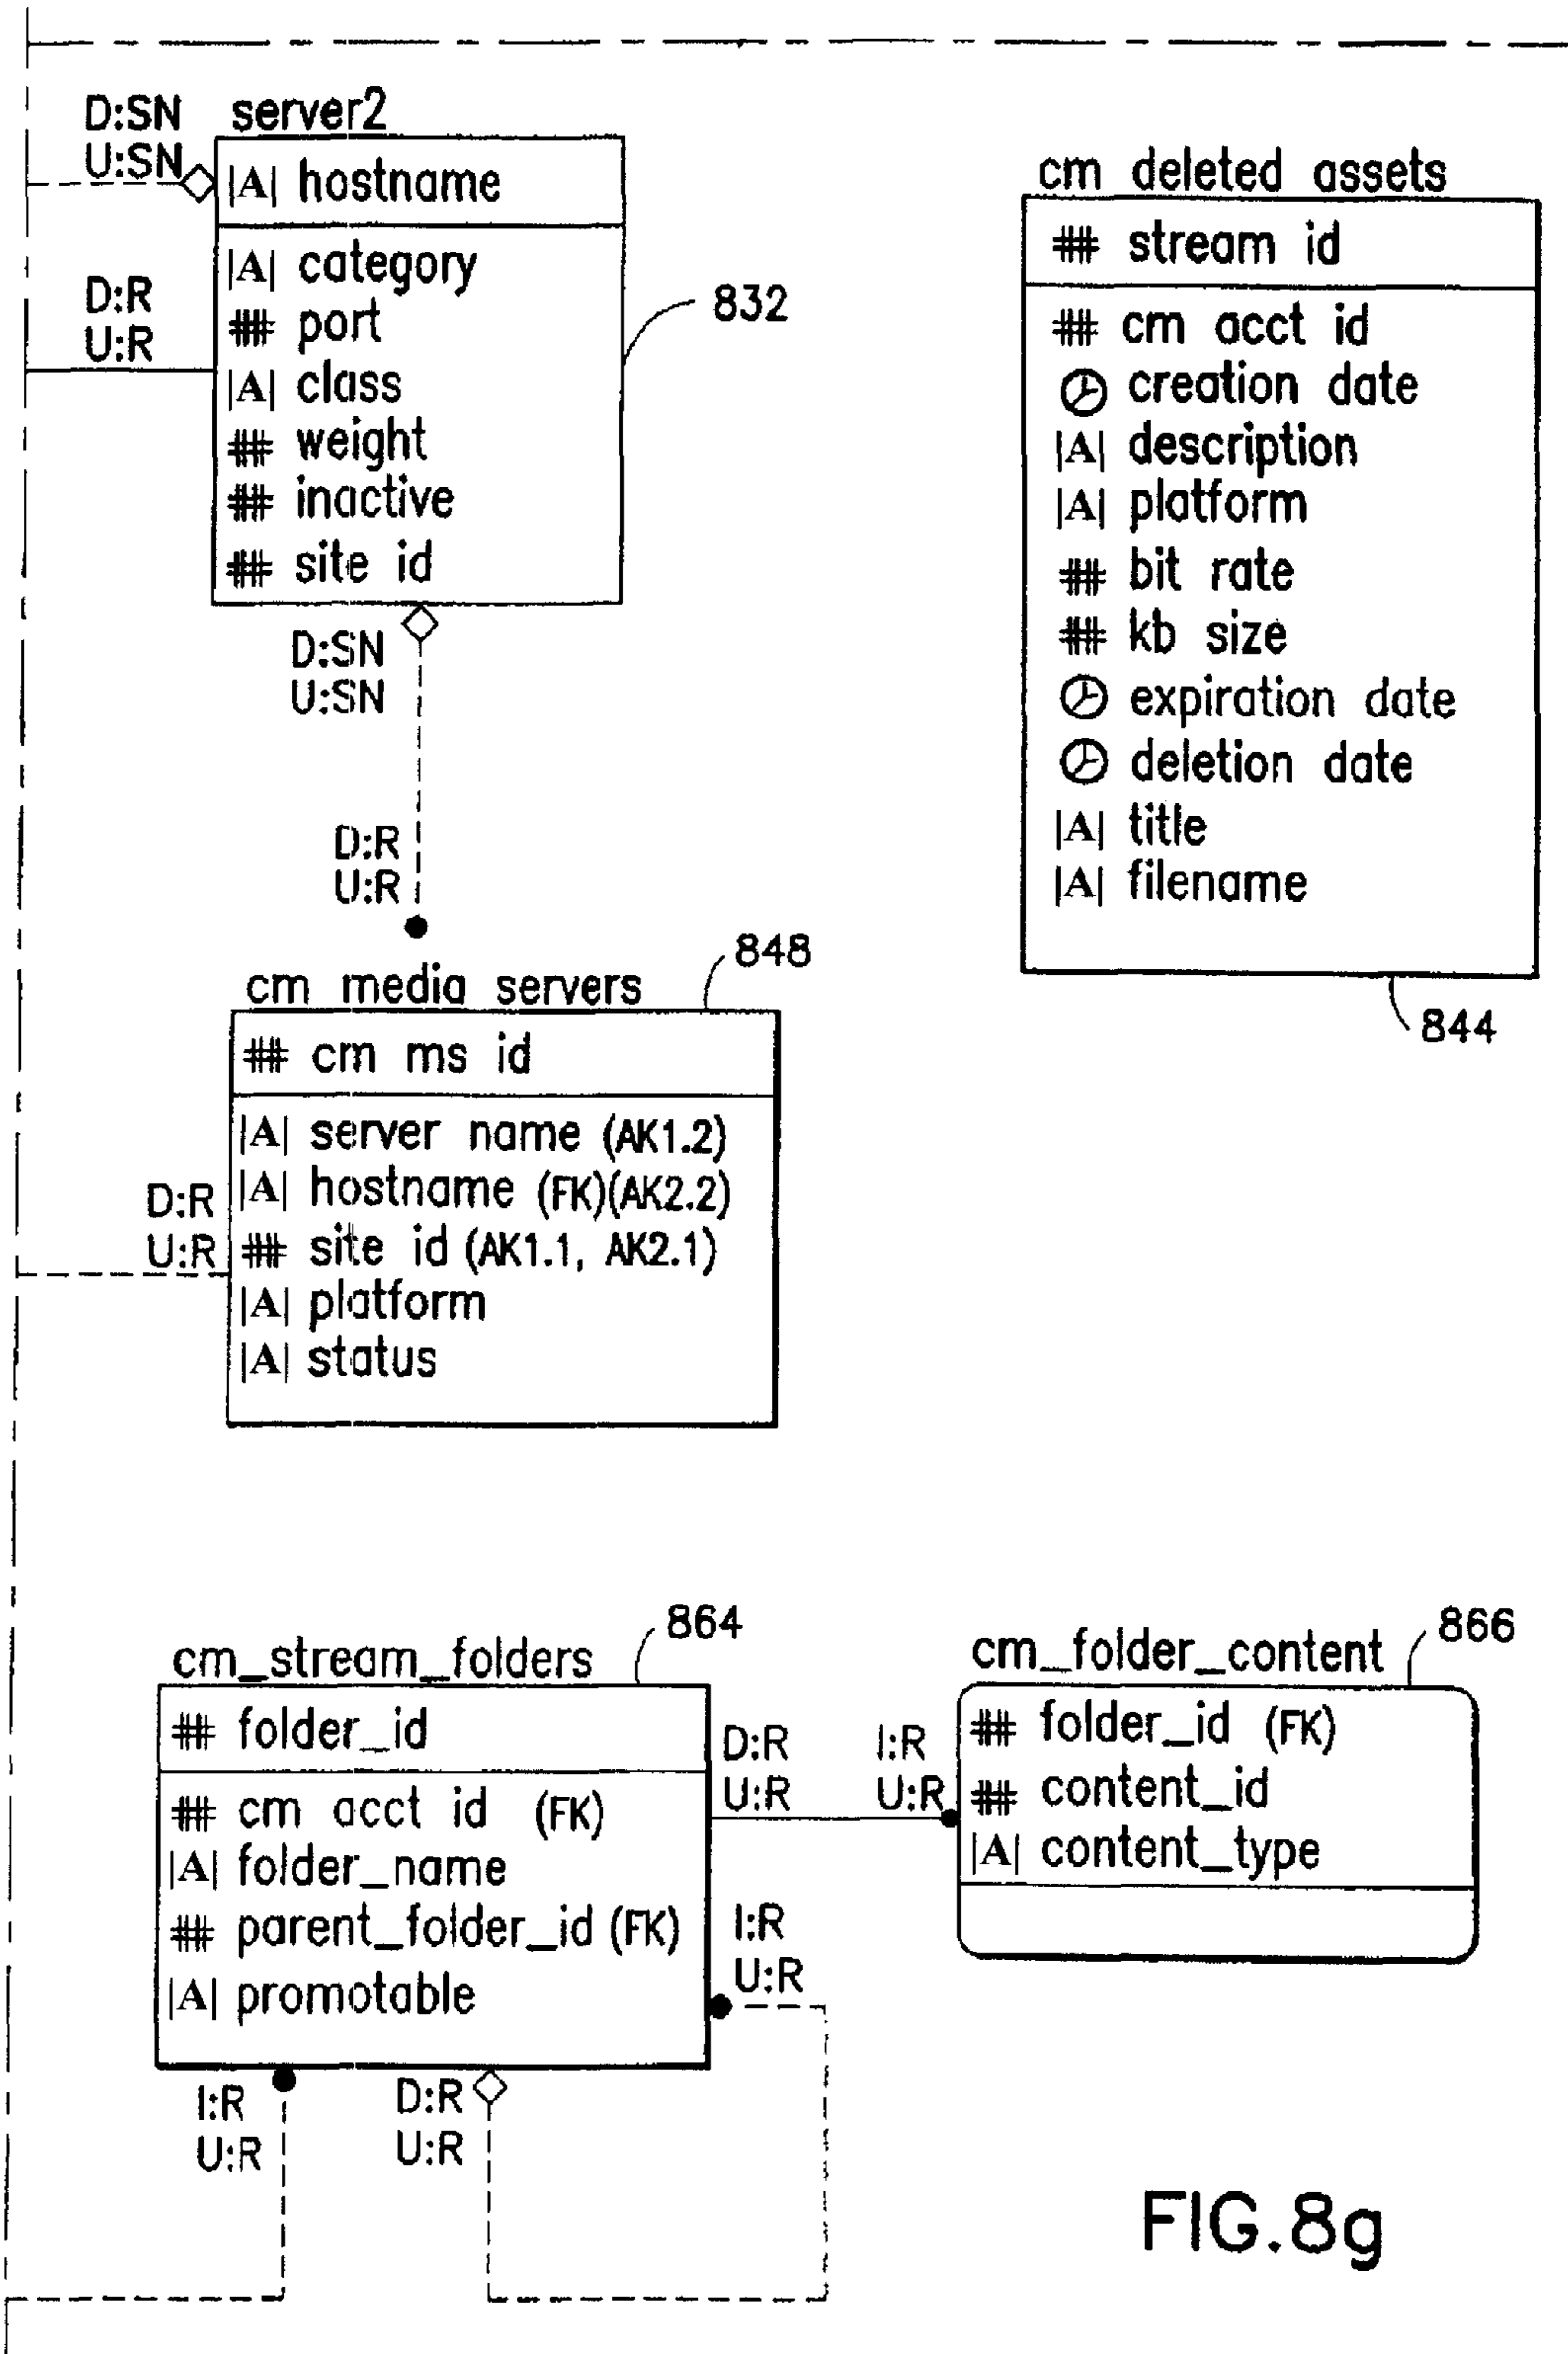 server2
D:SN
U:SN
|A| hostname
|A| category
## port
|A| class
## weight
## inactive
## site id
832
D:R
U:R
D:SN
U:SN
D:R
U:R
cm deleted assets
## stream id
## cm acct id
creation date
|A| description
|A| platform
## bit rate
## kb size
expiration date
deletion date
|A| title
|A| filename
844
cm media servers
848
## cm ms id
|A| server name (AK1.2)
|A| hostname (FK)(AK2.2)
## site id (AK1.1, AK2.1)
|A| platform
|A| status
D:R
U:R
cm_stream_folders
864
## folder_id
## cm acct id (FK)
|A| folder_name
## parent_folder_id (FK)
|A| promotable
D:R
U:R
I:R
U:R
cm_folder_content
866
## folder_id (FK)
## content_id
|A| content_type
I:R
U:R
I:R
U:R
D:R
U:R
FIG.8g